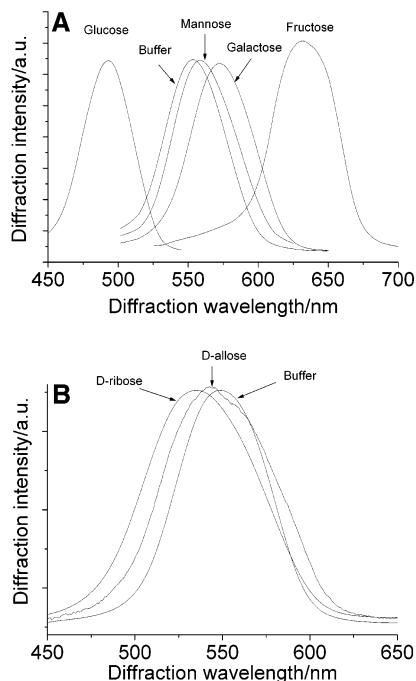 A
Glucose
Mannose
Fructose
Buffer
Galactose
Diffraction intensity/a.u.
450 500 550 600 650 700
Diffraction wavelength/nm
B
D-allose
D-ribose
Buffer
Diffraction intensity/a.u.
450 500 550 600 650
Diffraction wavelength/nm